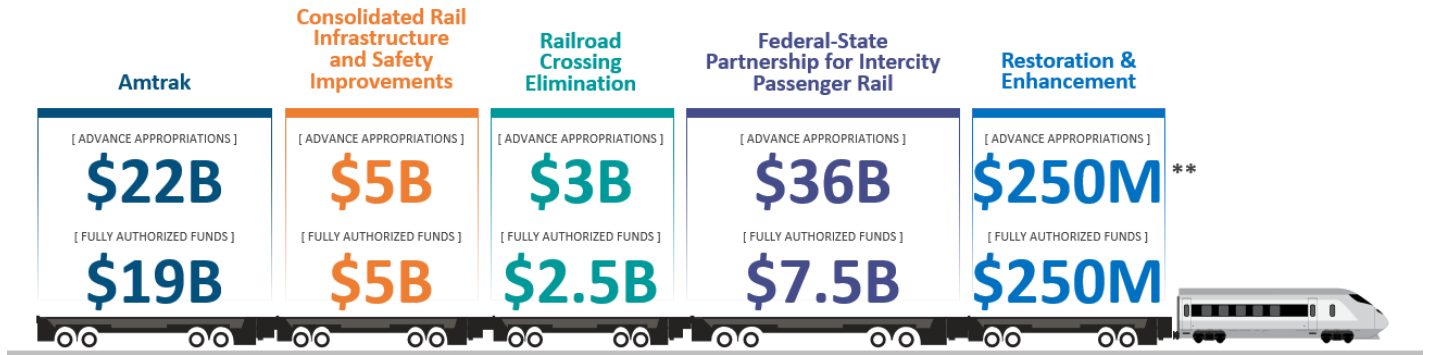 Amtrak
[ ADVANCE APPROPRIATIONS ]
$22B
[ FULLY AUTHORIZED FUNDS ]
$19B
Consolidated Rail
Infrastructure
and Safety
Improvements
[ ADVANCE APPROPRIATIONS ]
$5B
[ FULLY AUTHORIZED FUNDS ]
$5B
Railroad
Crossing
Elimination
[ ADVANCE APPROPRIATIONS ]
$3B
[ FULLY AUTHORIZED FUNDS ]
$2.5B
Federal-State
Partnership for Intercity
Passenger Rail
[ ADVANCE APPROPRIATIONS ]
$36B
[ FULLY AUTHORIZED FUNDS ]
$7.5B
Restoration &
Enhancement
[ ADVANCE APPROPRIATIONS ]
$250M **
[ FULLY AUTHORIZED FUNDS ]
$250M